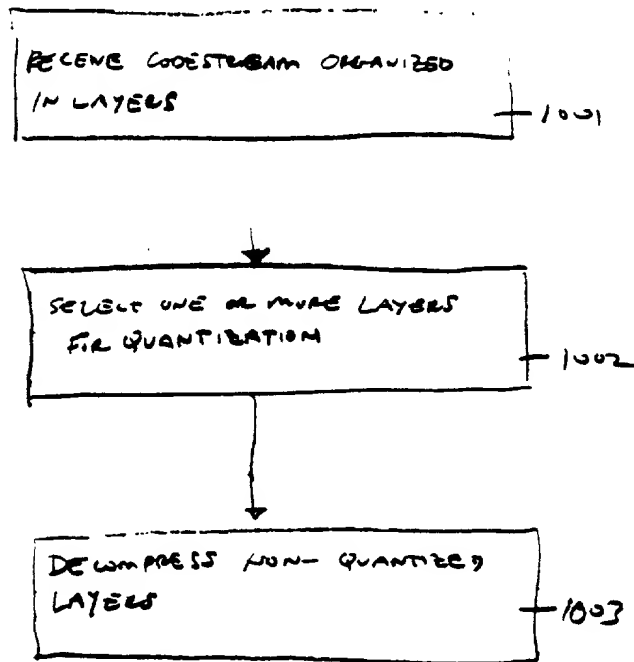 RECEIVE CODESTREAM ORGANIZED
IN LAYERS
1001
SELECT ONE OR MORE LAYERS
FOR QUANTIZATION
1002
DECOMPRESS NON-QUANTIZED
LAYERS
1003